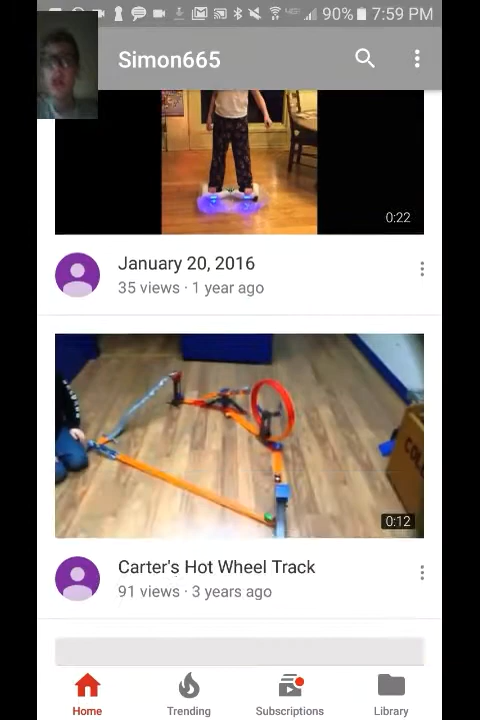 90% 7:59 PM
Simon665
0:22
January 20, 2016
35 views · 1 year ago
0:12
Carter's Hot Wheel Track
91 views · 3 years ago
Home
Trending
Subscriptions
Library